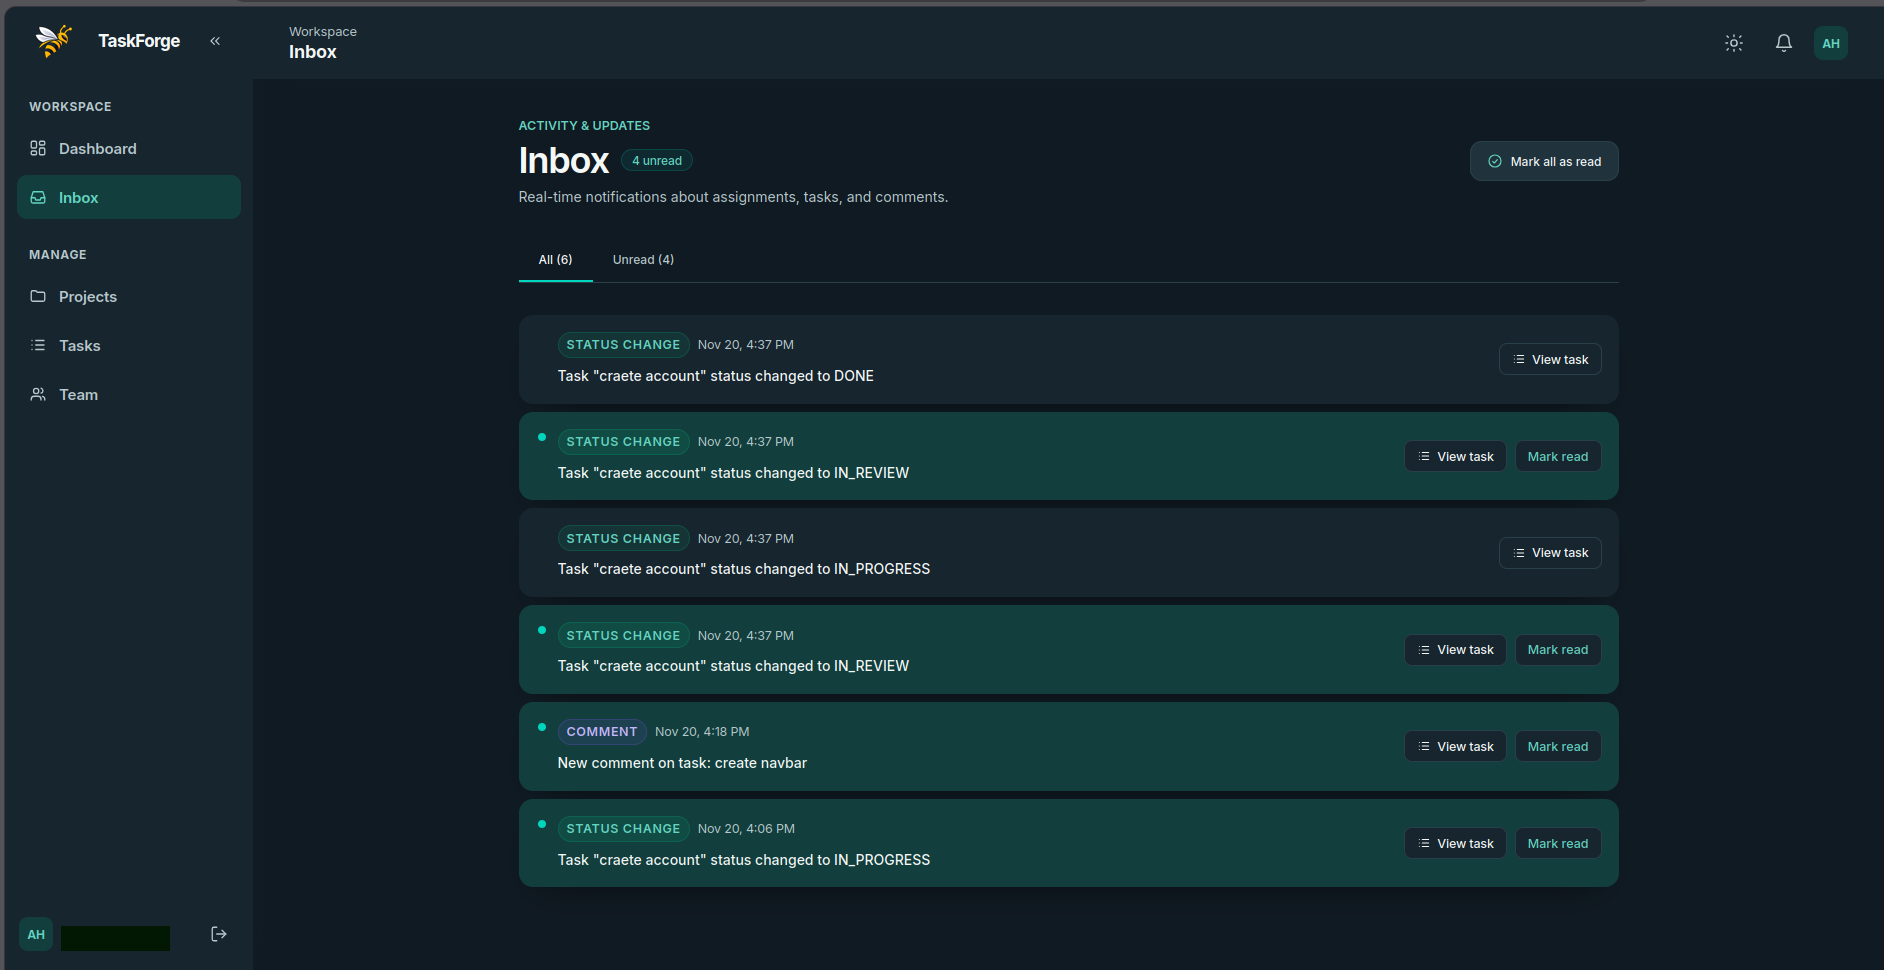 TaskForge
Workspace
Inbox
AH
WORKSPACE
Dashboard
Inbox
MANAGE
Projects
Tasks
Team
AH
ACTIVITY & UPDATES
Inbox 4 unread
Mark all as read
Real-time notifications about assignments, tasks, and comments.
All (6) Unread (4)
STATUS CHANGE Nov 20, 4:37 PM
Task "craete account" status changed to DONE
View task
STATUS CHANGE Nov 20, 4:37 PM
Task "craete account" status changed to IN_REVIEW
View task Mark read
STATUS CHANGE Nov 20, 4:37 PM
Task "craete account" status changed to IN_PROGRESS
View task
STATUS CHANGE Nov 20, 4:37 PM
Task "craete account" status changed to IN_REVIEW
View task Mark read
COMMENT Nov 20, 4:18 PM
New comment on task: create navbar
View task Mark read
STATUS CHANGE Nov 20, 4:06 PM
Task "craete account" status changed to IN_PROGRESS
View task Mark read